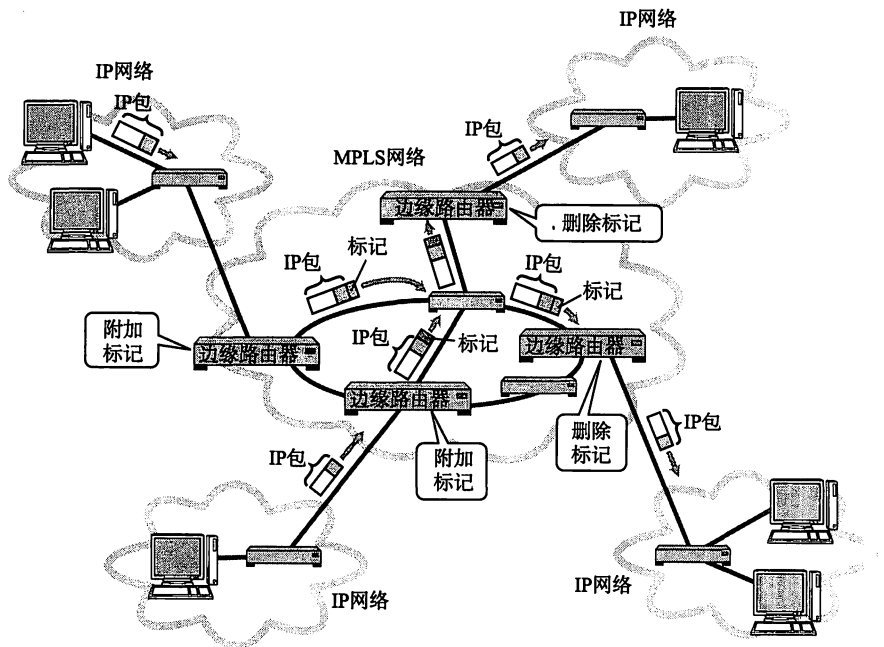 IP网络
IP网络
IP包
IP包
MPLS网络
边缘路由器
删除标记
标记
IP包
IP包
标记
附加
标记
边缘路由器
IP包
标记
边缘路由器
边缘路由器
删除
标记
IP包
IP包
附加
标记
IP网络
IP网络